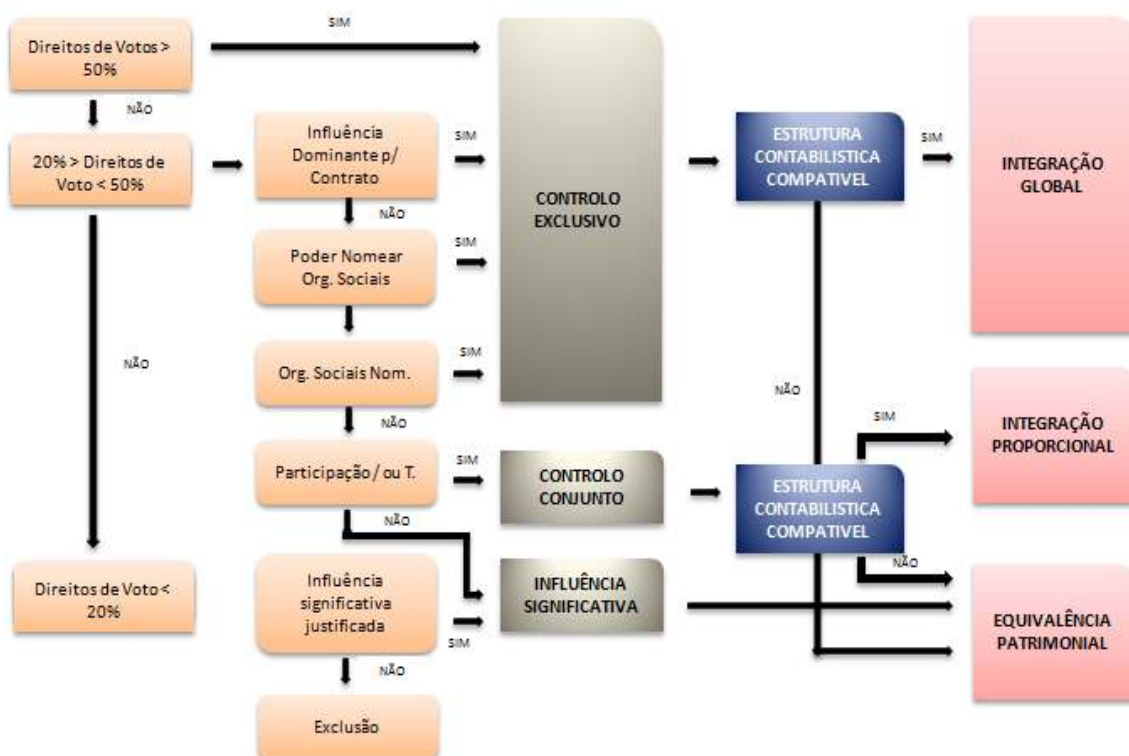 SIM
Direitos de Votos >
50%
NÃO
20% > Direitos de
Voto < 50%
Influência
Dominante p/
Contrato
SIM
NÃO
Poder Nomear
Org. Sociais
SIM
Org. Sociais Nom.
SIM
NÃO
NÃO
Participação / ou T.
SIM
NÃO
Direitos de Voto <
20%
Influência
significativa
justificada
SIM
NÃO
Exclusão
CONTROLO
EXCLUSIVO
CONTROLO
CONJUNTO
INFLUÊNCIA
SIGNIFICATIVA
ESTRUTURA
CONTABILISTICA
COMPATIVEL
SIM
NÃO
ESTRUTURA
CONTABILISTICA
COMPATIVEL
SIM
NÃO
INTEGRAÇÃO
GLOBAL
INTEGRAÇÃO
PROPORCIONAL
EQUIVALÊNCIA
PATRIMONIAL